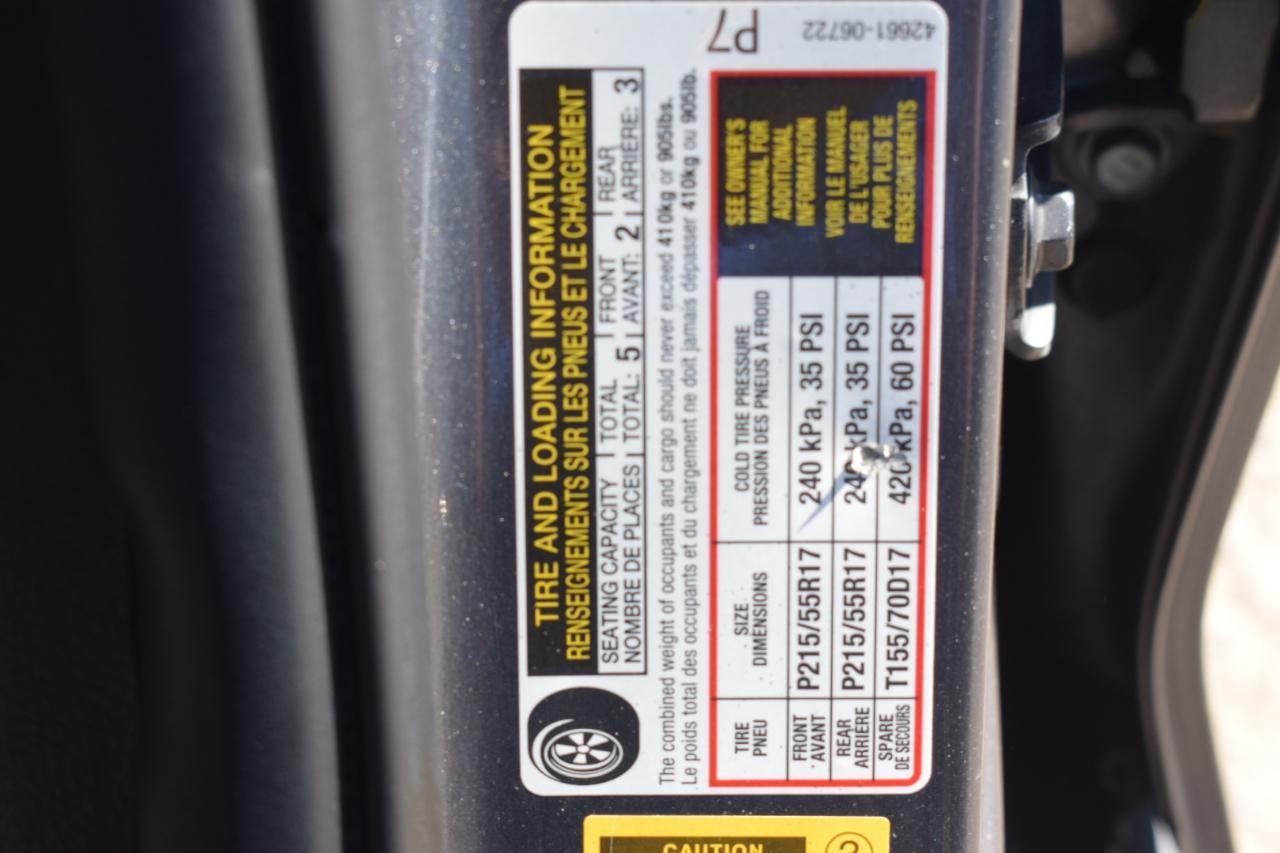 TIRE AND LOADING INFORMATION
RENSEIGNEMENTS SUR LES PNEUS ET LE CHARGEMENT
SEATING CAPACITY | TOTAL | FRONT | REAR
NOMBRE DE PLACES | TOTAL: 5 | AVANT: 2 | ARRIÈRE: 3
The combined weight of occupants and cargo should never exceed 410kg or 905lbs.
Le poids total des occupants et du chargement ne doit jamais dépasser 410kg ou 905lb.
TIRE
PNEU
SIZE
DIMENSIONS
COLD TIRE PRESSURE
PRESSION DES PNEUS À FROID
FRONT
AVANT
P215/55R17
240 kPa, 35 PSI
REAR
ARRIÈRE
P215/55R17
240 kPa, 35 PSI
SPARE
DE SECOURS
T155/70D17
420 kPa, 60 PSI
SEE OWNER'S
MANUAL FOR
ADDITIONAL
INFORMATION
VOIR LE MANUEL
DE L'USAGER
POUR PLUS DE
RENSEIGNEMENTS
P7
42661-06722
CAUTION